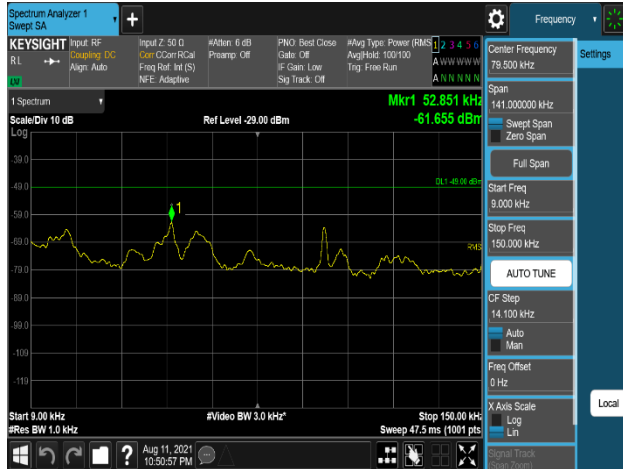 Spectrum Analyzer 1
Swept SA
Frequency
KEYSIGHT
Input: RF
Input Z: 50 Ω
#Atten: 6 dB
PNO: Best Close
#Avg Type: Power (RMS
1 2 3 4 5 6
RL
Coupling: DC
Corr CCorr RCal
Preamp: Off
Gate: Off
Avg|Hold: 100/100
A W W W W W
Align: Auto
Freq Ref: Int (S)
IF Gain: Low
Trig: Free Run
NFE: Adaptive
Sig Track: Off
A N N N N N
LXI
1 Spectrum
Mkr1 52.851 kHz
Scale/Div 10 dB
Ref Level -29.00 dBm
-61.655 dBm
Log
-39.0
DL1 -49.00 dBm
-49.0
1
-59.0
-69.0
RMS
-79.0
-89.0
-99.0
-109
-119
Start 9.00 kHz
#Video BW 3.0 kHz*
Stop 150.00 kHz
#Res BW 1.0 kHz
Sweep 47.5 ms (1001 pts)
?
Aug 11, 2021
10:50:57 PM
Center Frequency
79.500 kHz
Settings
Span
141.000000 kHz
Swept Span
Zero Span
Full Span
Start Freq
9.000 kHz
Stop Freq
150.000 kHz
AUTO TUNE
CF Step
14.100 kHz
Auto
Man
Freq Offset
0 Hz
X Axis Scale
Log
Lin
Local
Signal Track
(Span Zoom)